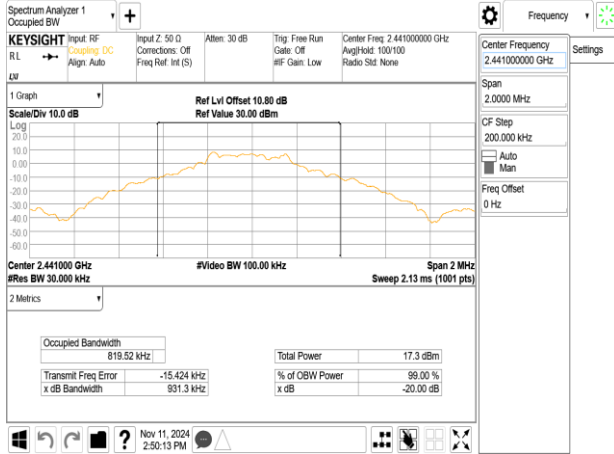 Spectrum Analyzer 1
Occupied BW
KEYSIGHT
RL
Input: RF
Coupling: DC
Align: Auto
Input Z: 50 Ω
Corrections: Off
Freq Ref: Int (S)
Atten: 30 dB
Trig: Free Run
Gate: Off
#IF Gain: Low
Center Freq: 2.441000000 GHz
Avg|Hold: 100/100
Radio Std: None
1 Graph
Scale/Div 10.0 dB
Ref Lvl Offset 10.80 dB
Ref Value 30.00 dBm
Log
20.0
10.0
0.00
-10.0
-20.0
-30.0
-40.0
-50.0
-60.0
Center 2.441000 GHz
#Res BW 30.000 kHz
#Video BW 100.00 kHz
Span 2 MHz
Sweep 2.13 ms (1001 pts)
2 Metrics
Occupied Bandwidth
819.52 kHz
Total Power 17.3 dBm
Transmit Freq Error -15.424 kHz
% of OBW Power 99.00 %
x dB Bandwidth 931.3 kHz
x dB -20.00 dB
?
Nov 11, 2024
2:50:13 PM
Frequency
Center Frequency
2.441000000 GHz
Settings
Span
2.0000 MHz
CF Step
200.000 kHz
Auto
Man
Freq Offset
0 Hz